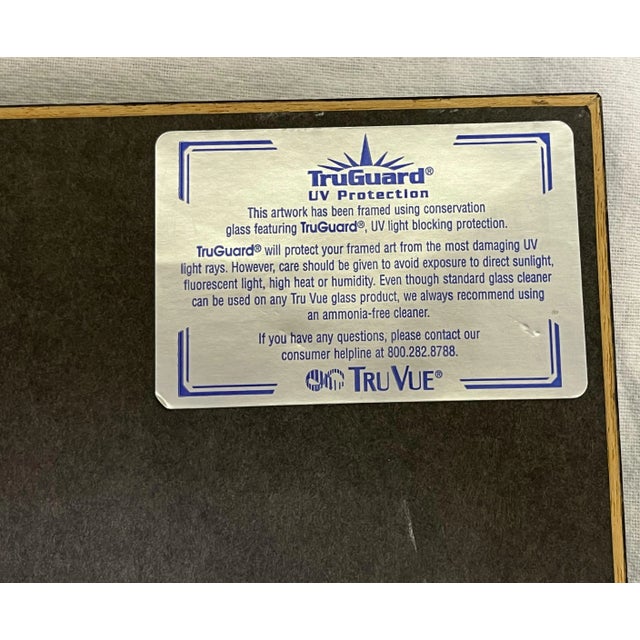 TruGuard®
UV Protection
This artwork has been framed using conservation
glass featuring TruGuard®, UV light blocking protection.
TruGuard® will protect your framed art from the most damaging UV
light rays. However, care should be given to avoid exposure to direct sunlight,
fluorescent light, high heat or humidity. Even though standard glass cleaner
can be used on any Tru Vue glass product, we always recommend using
an ammonia-free cleaner.
If you have any questions, please contact our
consumer helpline at 800.282.8788.
TRU VUE®